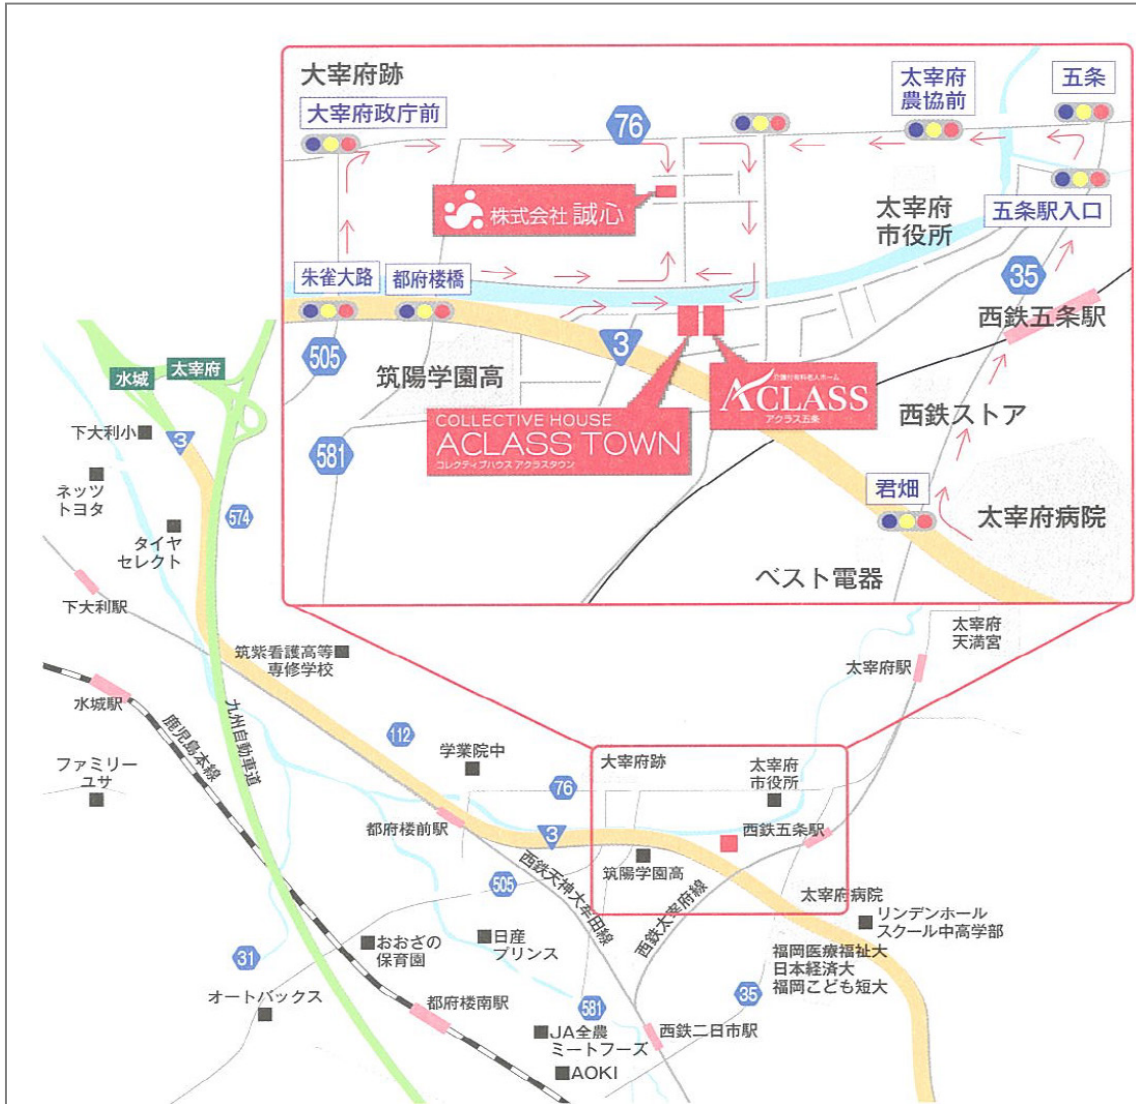 大宰府跡
大宰府政庁前
76
太宰府
農協前
五条
株式会社 誠心
太宰府
市役所
五条駅入口
朱雀大路
都府楼橋
35
西鉄五条駅
505
3
筑陽学園高
介護付有料老人ホーム
ACLASS
アクラス五条
COLLECTIVE HOUSE
ACLASS TOWN
コレクティブハウス アクラスタウン
西鉄ストア
581
君畑
太宰府病院
ベスト電器
水城
太宰府
下大利小
3
ネッツ
トヨタ
574
タイヤ
セレクト
下大利駅
太宰府
天満宮
筑紫看護高等
専修学校
太宰府駅
水城駅
鹿児島本線
九州自動車道
112
学業院中
大宰府跡
太宰府
市役所
ファミリー
ユサ
76
都府楼前駅
3
西鉄五条駅
筑陽学園高
505
西鉄天神大牟田線
西鉄太宰府線
太宰府病院
リンデンホール
スクール中高学部
おおざの
保育園
日産
プリンス
福岡医療福祉大
日本経済大
福岡こども短大
31
オートバックス
都府楼南駅
581
35
JA全農
ミートフーズ
西鉄二日市駅
AOKI